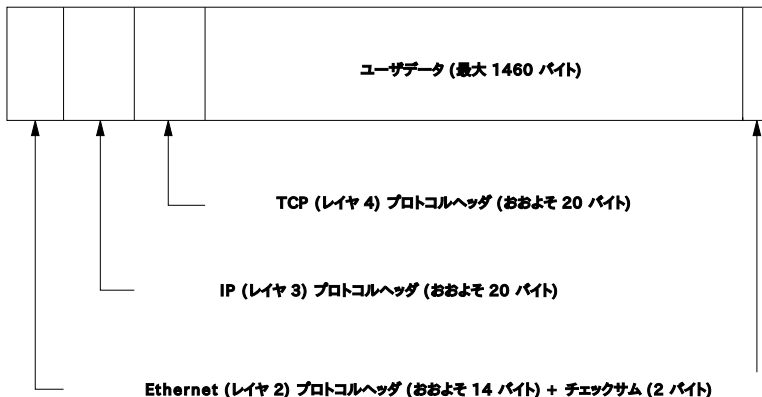 ユーザデータ (最大 1460 バイト)
TCP (レイヤ 4) プロトコルヘッダ (おおよそ 20 バイト)
IP (レイヤ 3) プロトコルヘッダ (おおよそ 20 バイト)
Ethernet (レイヤ 2) プロトコルヘッダ (おおよそ 14 バイト) + チェックサム (2 バイト)